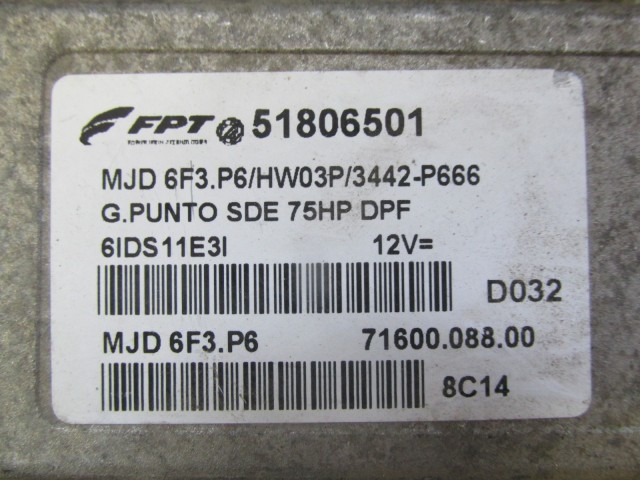 FPT 51806501
MJD 6F3.P6/HW03P/3442-P666
G.PUNTO SDE 75HP DPF
6IDS11E3I 12V=
D032
MJD 6F3.P6 71600.088.00
8C14